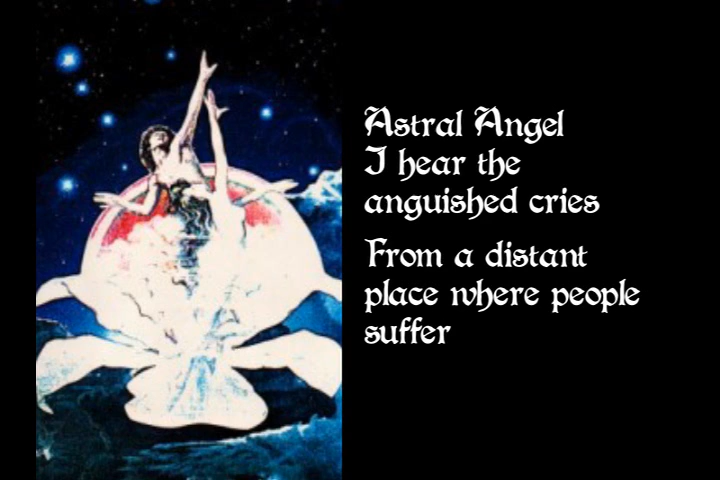 Astral Angel
I hear the
anguished cries
From a distant
place where people
suffer